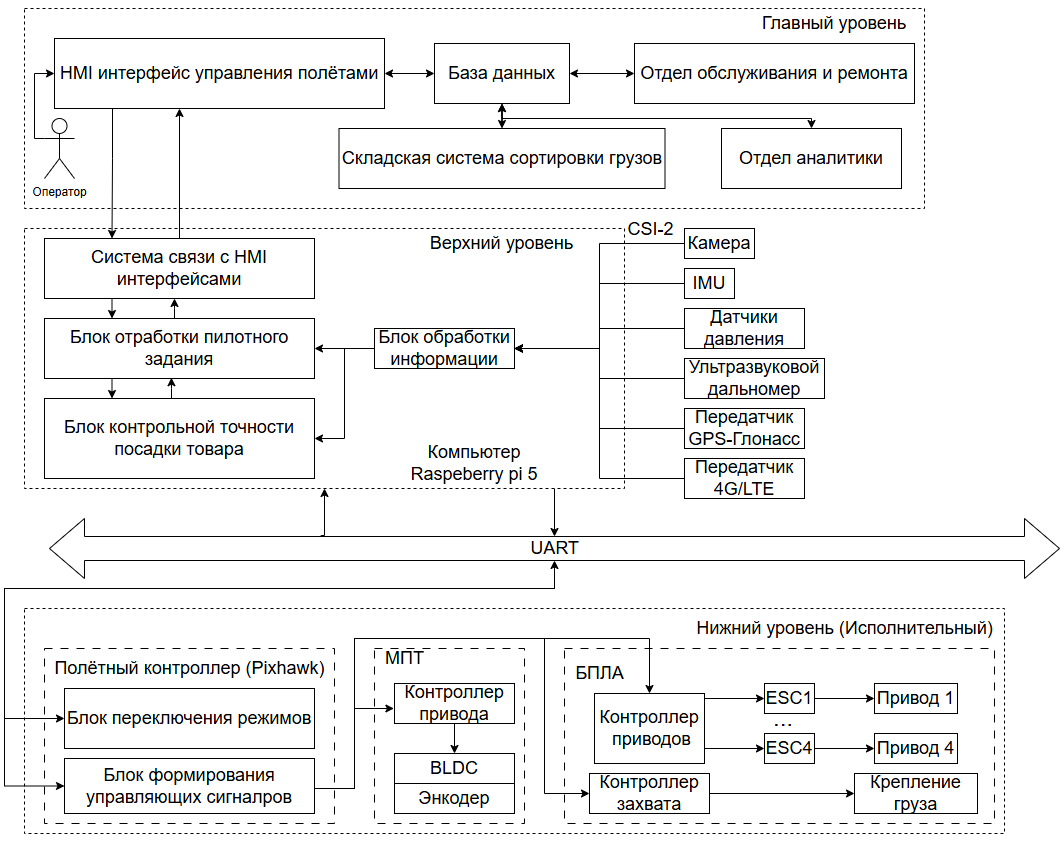 Главный уровень
HMI интерфейс управления полётами
База данных
Отдел обслуживания и ремонта
Оператор
Складская система сортировки грузов
Отдел аналитики
Верхний уровень
CSI-2
Камера
Система связи с HMI
интерфейсами
IMU
Датчики
давления
Блок отработки пилотного
задания
Блок обработки
информации
Ультразвуковой
дальномер
Блок контрольной точности
посадки товара
Передатчик
GPS-Глонасс
Компьютер
Raspeberry pi 5
Передатчик
4G/LTE
UART
Нижний уровень (Исполнительный)
Полётный контроллер (Pixhawk)
Блок переключения режимов
Блок формирования
управляющих сигналров
МПТ
Контроллер
привода
BLDC
Энкодер
БПЛА
Контроллер
приводов
ESC1
Привод 1
...
ESC4
Привод 4
Контроллер
захвата
Крепление
груза